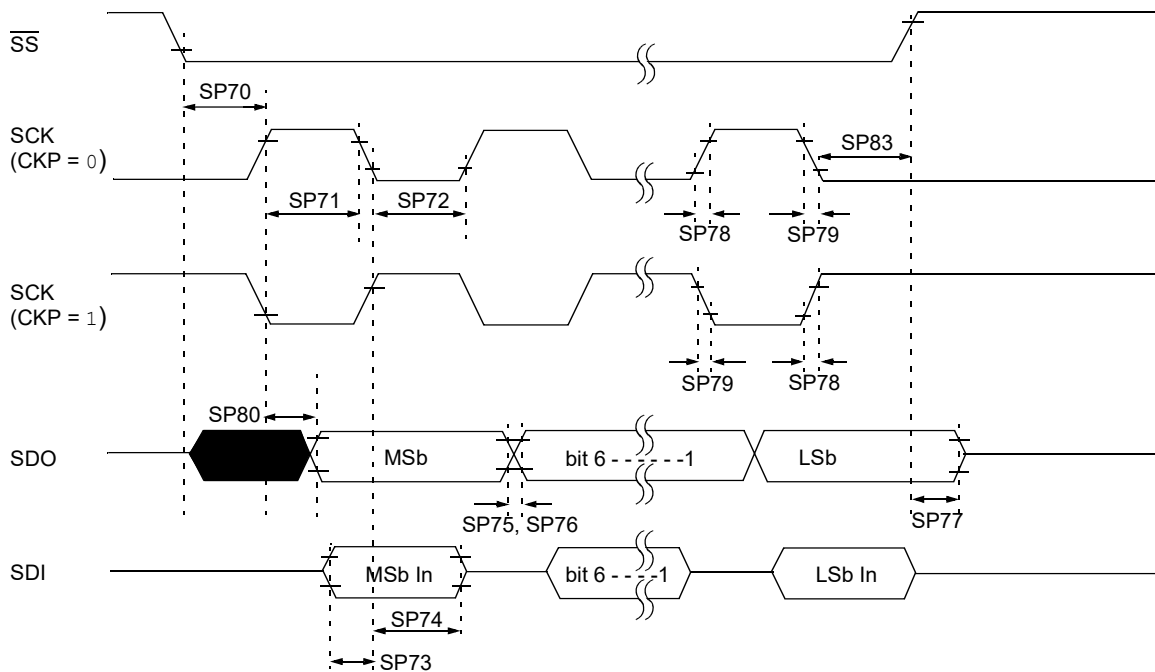 SS
SP70
SCK
(CKP = 0)
SP83
SP71
SP72
SP78
SP79
SCK
(CKP = 1)
SP79
SP78
SP80
SDO
MSb
bit 6 - - - - - -1
LSb
SP75, SP76
SP77
SDI
MSb In
bit 6 - - - - -1
LSb In
SP74
SP73